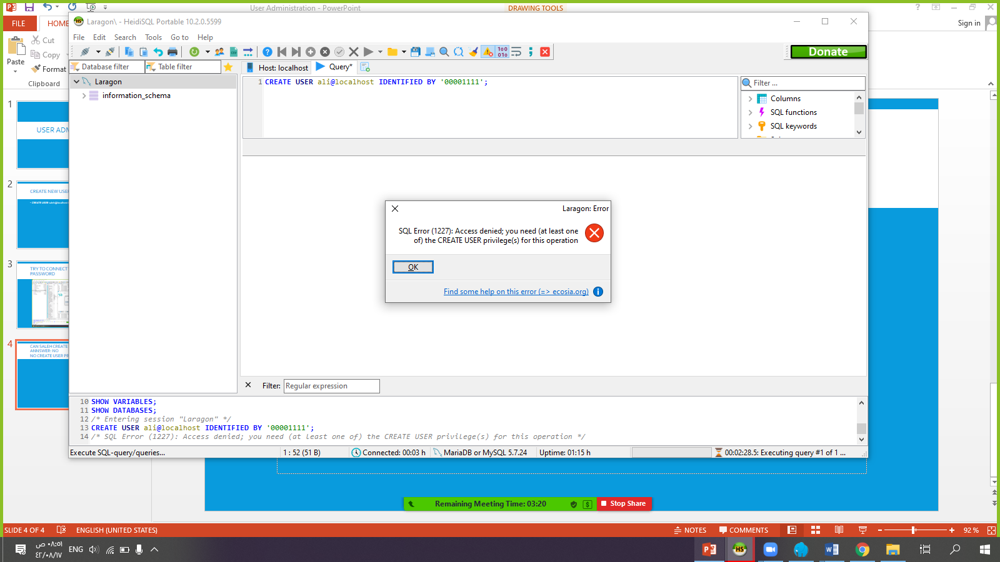 User Administration - PowerPoint
DRAWING TOOLS
FILE
HOME
Sign in
Cut
Copy
Format
Paste
Clipboard
Laragon\ - HeidiSQL Portable 10.2.0.5599
File Edit Search Tools Go to Help
Donate
Database filter
Table filter
Host: localhost
Query*
Laragon
information_schema
1 CREATE USER ali@localhost IDENTIFIED BY '00001111';
Filter ...
Columns
SQL functions
SQL keywords
Laragon: Error
SQL Error (1227): Access denied; you need (at least one
of) the CREATE USER privilege(s) for this operation
OK
Find some help on this error (=> ecosia.org)
Filter: Regular expression
10 SHOW VARIABLES;
11 SHOW DATABASES;
12 /* Entering session "Laragon" */
13 CREATE USER ali@localhost IDENTIFIED BY '00001111';
14 /* SQL Error (1227): Access denied; you need (at least one of) the CREATE USER privilege(s) for this operation */
Execute SQL-query/queries...
1 : 52 (51 B)
Connected: 00:03 h
MariaDB or MySQL 5.7.24
Uptime: 01:15 h
00:02:28.5: Executing query #1 of 1 ...
1
USER ADM
2
CREATE NEW USER
• CREATE USER saleh@localhost
3
TRY TO CONNECT
PASSWORD
4
CAN SALEH CREATE
ANNSWER: NO
NO CREATE USER PR
Remaining Meeting Time: 03:20
Stop Share
SLIDE 4 OF 4
ENGLISH (UNITED STATES)
NOTES
COMMENTS
92 %
٠٨:٥١ ص
٤٢/٠٨/١٧
ENG